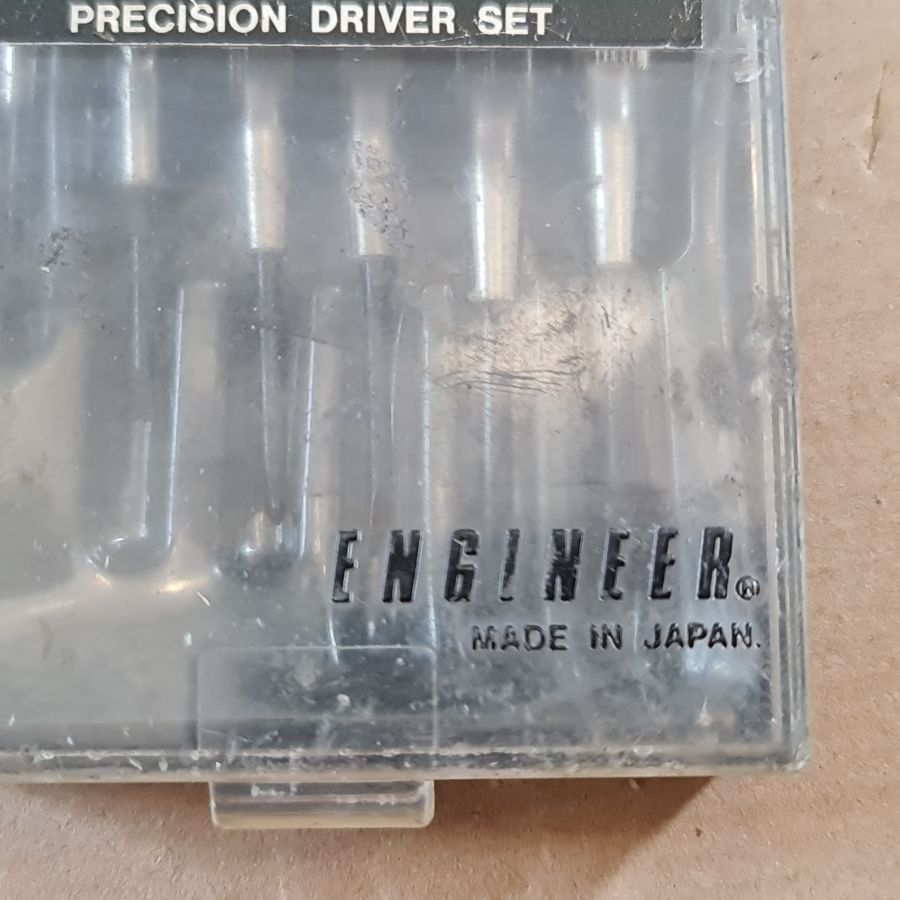 PRECISION DRIVER SET
ENGINEER®
MADE IN JAPAN.